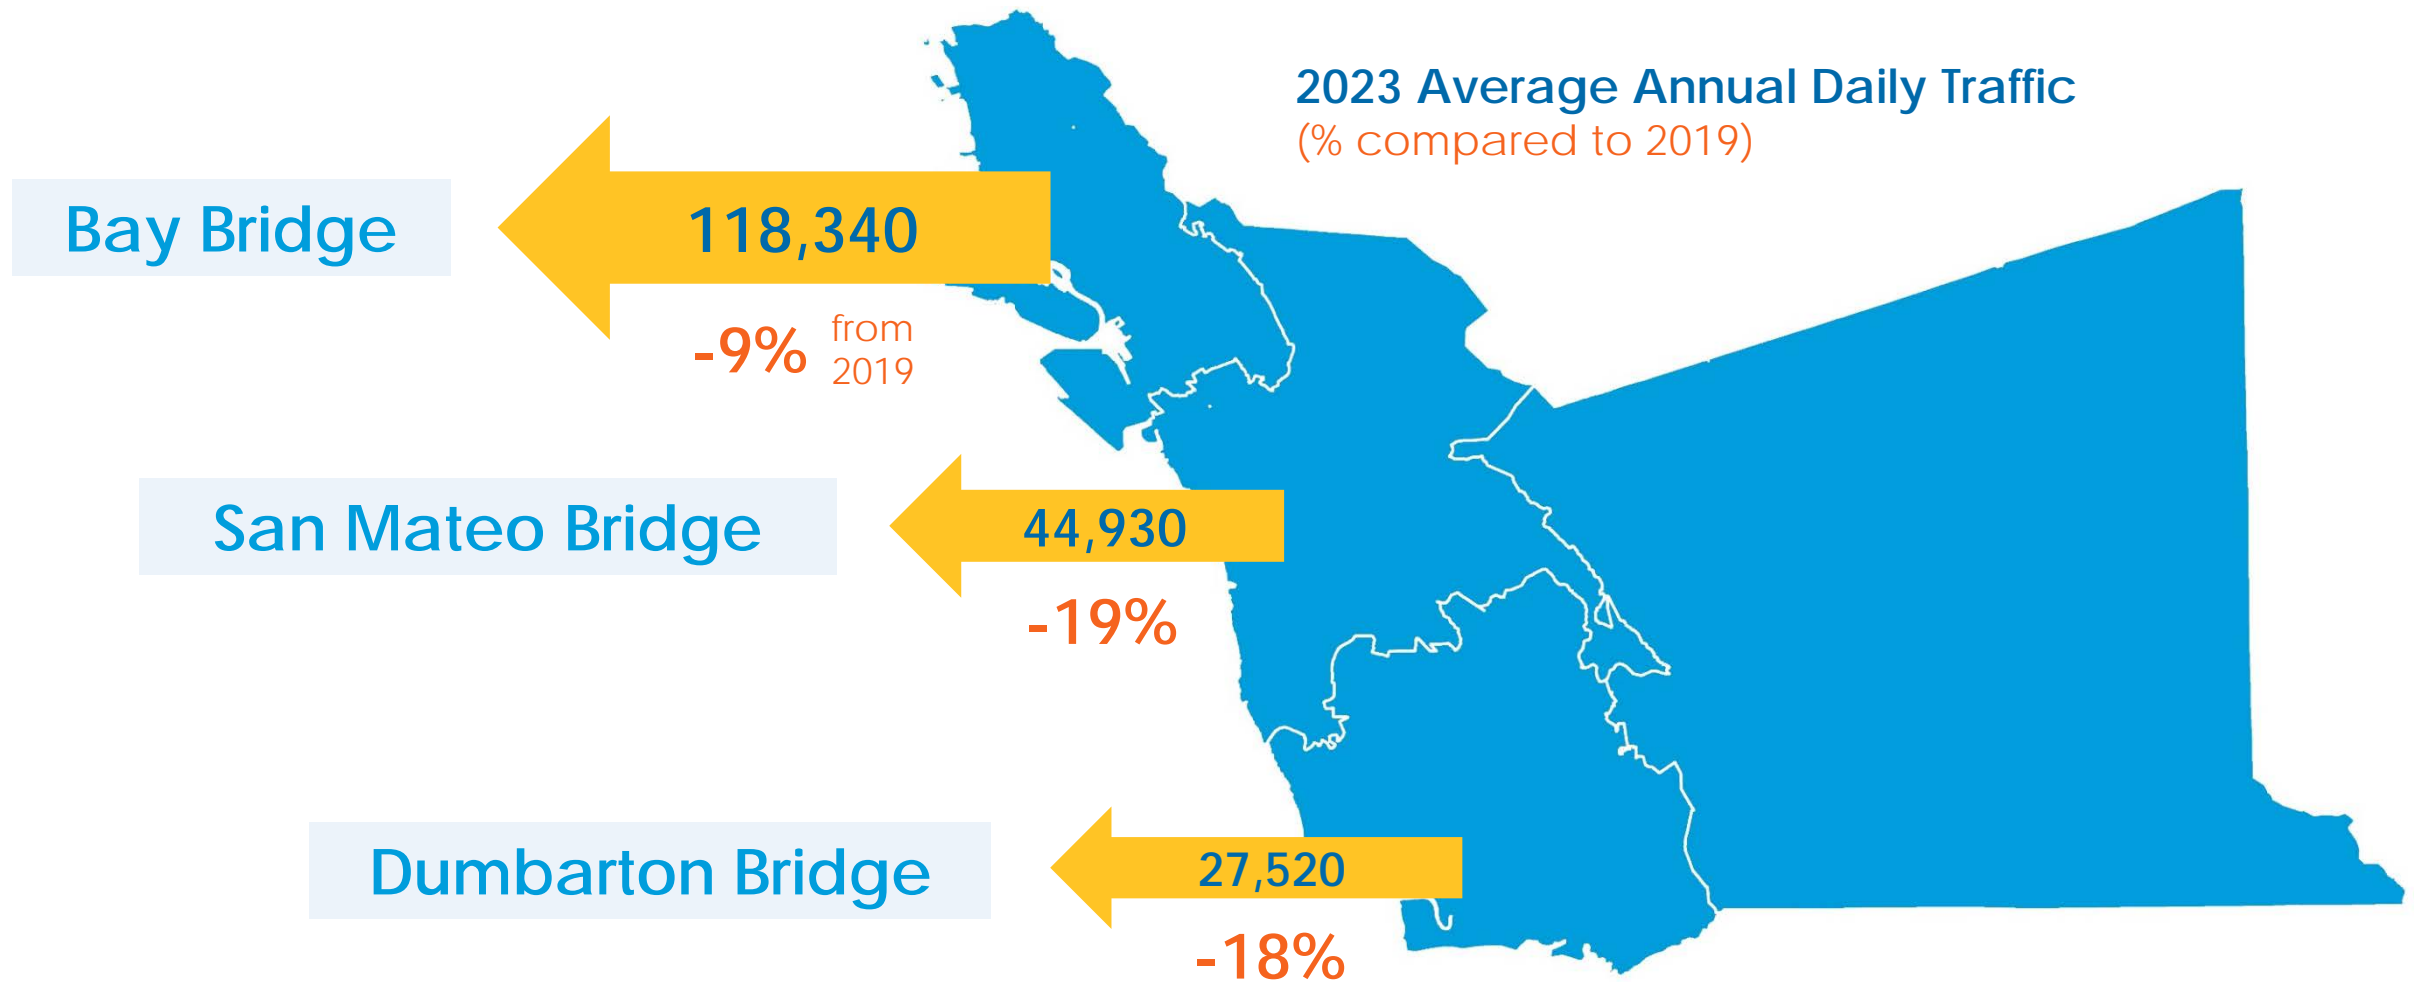 2023 Average Annual Daily Traffic
(% compared to 2019)
Bay Bridge
118,340
-9%
from
2019
San Mateo Bridge
44,930
-19%
Dumbarton Bridge
27,520
-18%